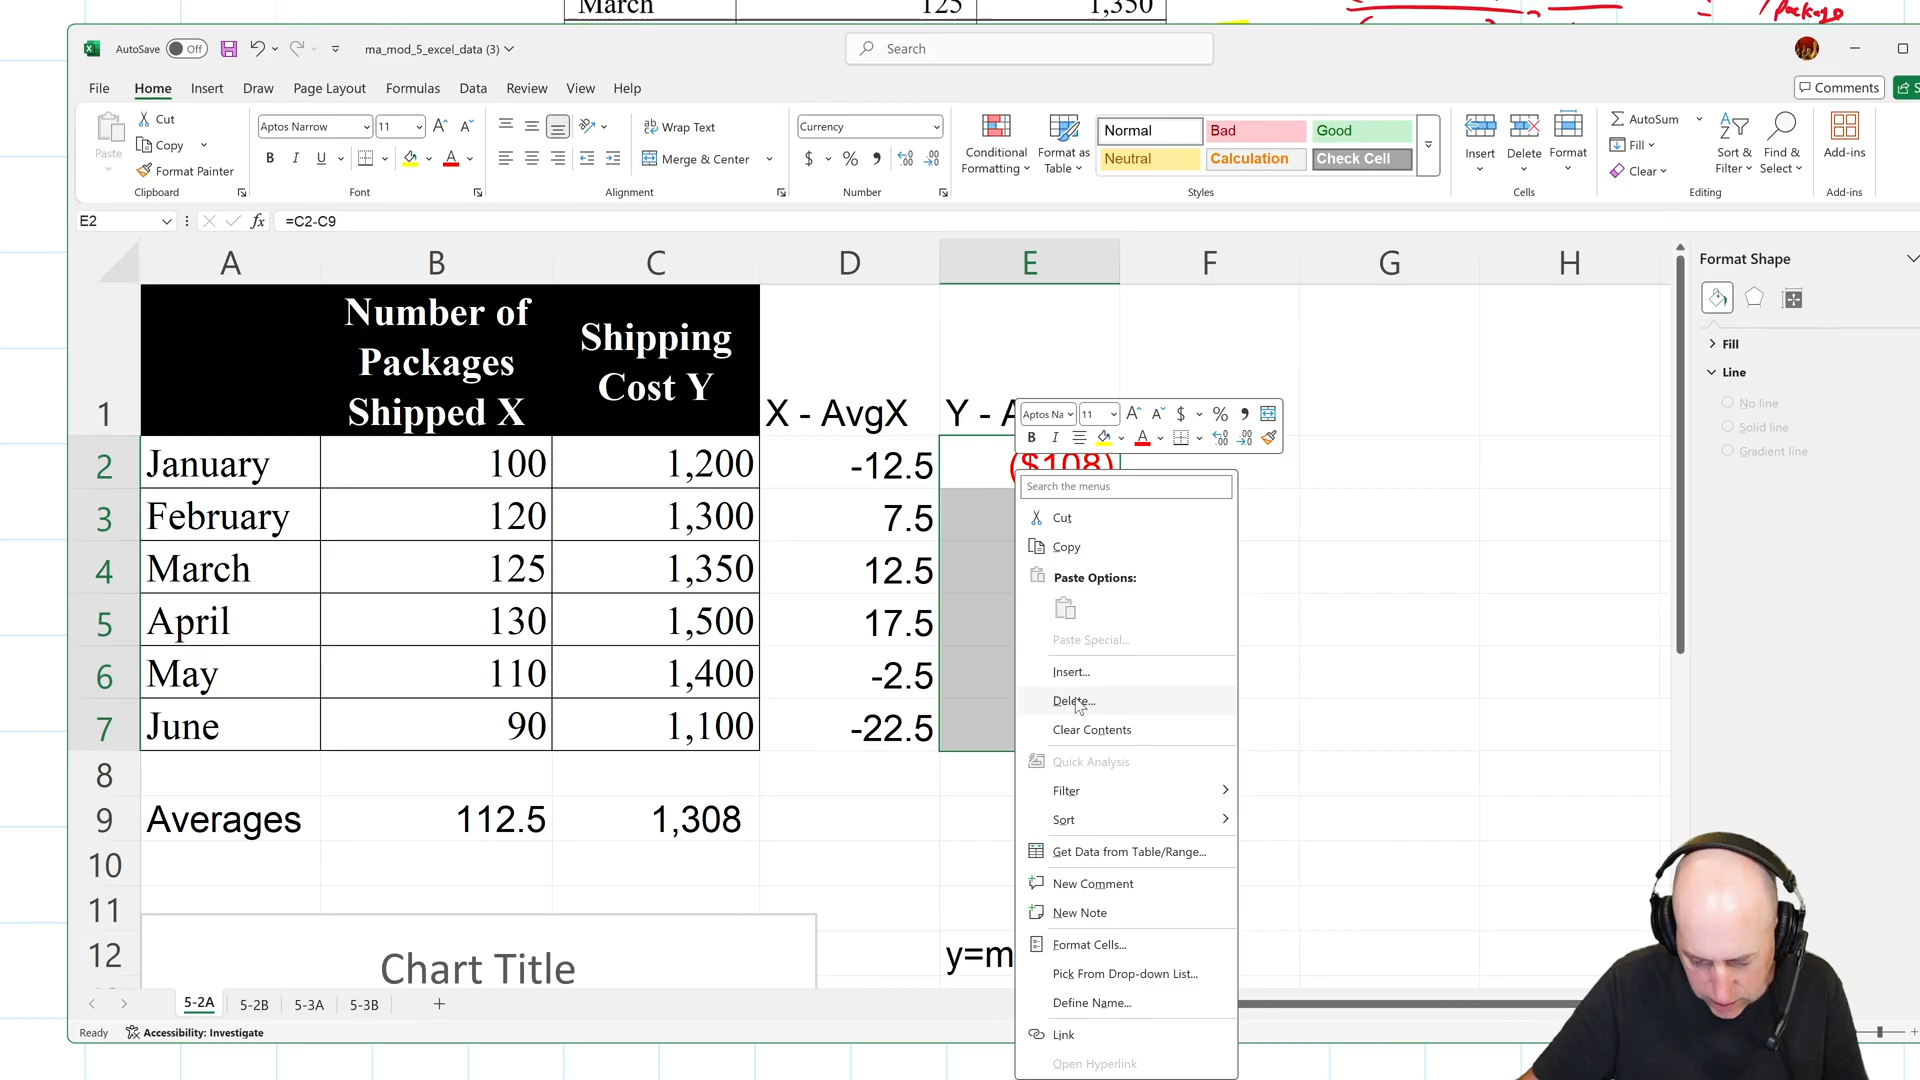 March 125 1,350
package
AutoSave Off ma_mod_5_excel_data (3) Search
File Home Insert Draw Page Layout Formulas Data Review View Help Comments
Paste Cut Copy Format Painter Clipboard
Aptos Narrow 11 B I U A Font
Wrap Text Merge & Center Alignment
Currency $ % Number
Conditional Formatting Format as Table
Normal Bad Good
Neutral Calculation Check Cell
Styles
Insert Delete Format Cells
AutoSum Fill Clear Sort & Filter Find & Select Editing
Add-ins Add-ins
E2 fx =C2-C9
A B C D E F G H
1 Number of Packages Shipped X Shipping Cost Y X - AvgX Y - A
2 January 100 1,200 -12.5 ($108)
3 February 120 1,300 7.5
4 March 125 1,350 12.5
5 April 130 1,500 17.5
6 May 110 1,400 -2.5
7 June 90 1,100 -22.5
8
9 Averages 112.5 1,308
10
11
12 Chart Title y=m
Aptos Na 11 A A $ %
B I A
Search the menus
Cut
Copy
Paste Options:
Paste Special...
Insert...
Delete...
Clear Contents
Quick Analysis
Filter
Sort
Get Data from Table/Range...
New Comment
New Note
Format Cells...
Pick From Drop-down List...
Define Name...
Link
Open Hyperlink
Format Shape
Fill
Line
No line
Solid line
Gradient line
5-2A 5-2B 5-3A 5-3B
Ready Accessibility: Investigate